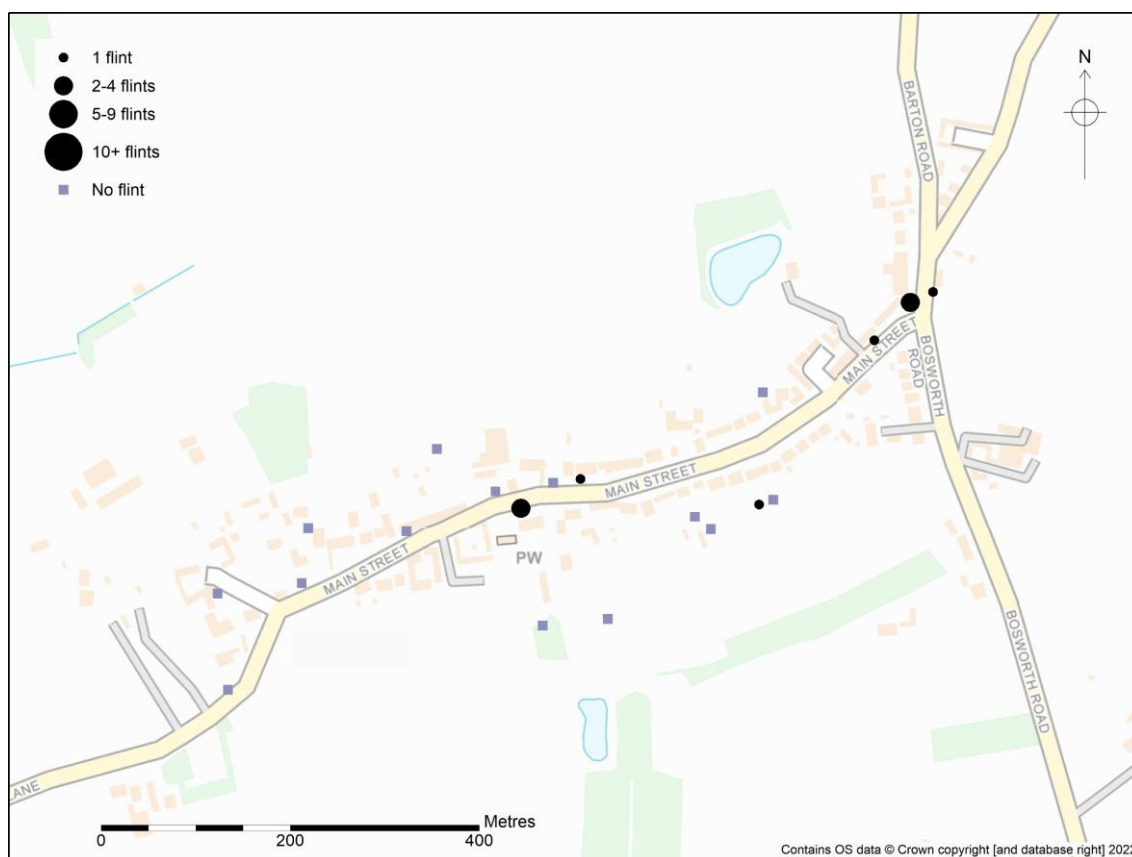 1 flint
2-4 flints
5-9 flints
10+ flints
No flint
N
BARTON ROAD
MAIN STREET
BOSWORTH
ROAD
MAIN STREET
PW
MAIN STREET
BOSWORTH ROAD
LANE
Metres
0 200 400
Contains OS data © Crown copyright [and database right] 2022